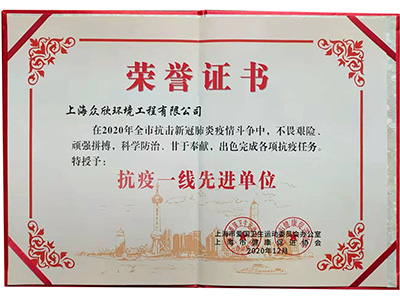 荣誉证书
上海众欣环境工程有限公司
在2020年全市抗击新冠肺炎疫情斗争中,不畏艰险、
顽强拼搏,科学防治、甘于奉献,出色完成各项抗疫任务。
特授予:
抗疫一线先进单位
上海市爱国卫生运动委员会办公室
上海市健康促进协会
2020年12月